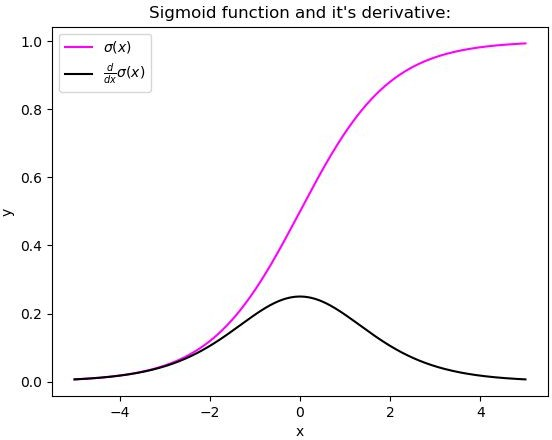 Sigmoid function and it's derivative:
σ(x)
d/dx σ(x)
1.0
0.8
0.6
0.4
0.2
0.0
y
−4
−2
0
2
4
x